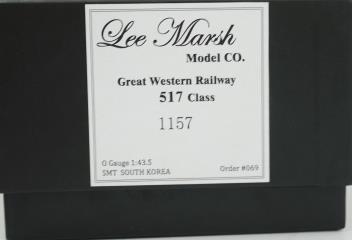 Lee Marsh
Model CO.
Great Western Railway
517 Class
1157
O Gauge 1:43.5
SMT SOUTH KOREA
Order #069